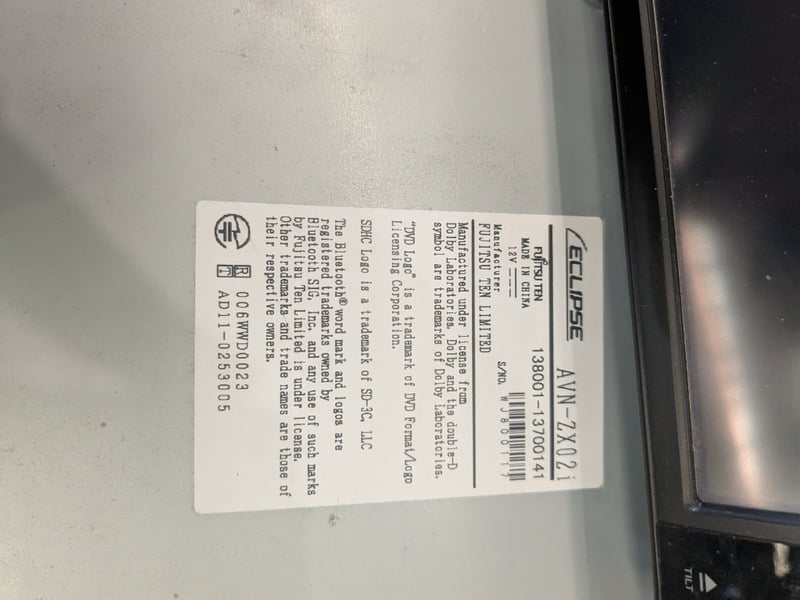 ECLIPSE AVN-ZX02i
FUJITSU TEN 138001-13700141
MADE IN CHINA
12V
S/NO.
Manufacturer
FUJITSU TEN LIMITED
Manufactured under license from
Dolby Laboratories. Dolby and the double-D
symbol are trademarks of Dolby Laboratories.
"DVD Logo" is a trademark of DVD Format/Logo
Licensing Corporation.
SDHC Logo is a trademark of SD-3C, LLC
The Bluetooth® word mark and logos are
registered trademarks owned by
Bluetooth SIG, Inc. and any use of such marks
by Fujitsu Ten Limited is under license.
Other trademarks and trade names are those of
their respective owners.
R 006WWD0023
T AD11-0253005
TILT